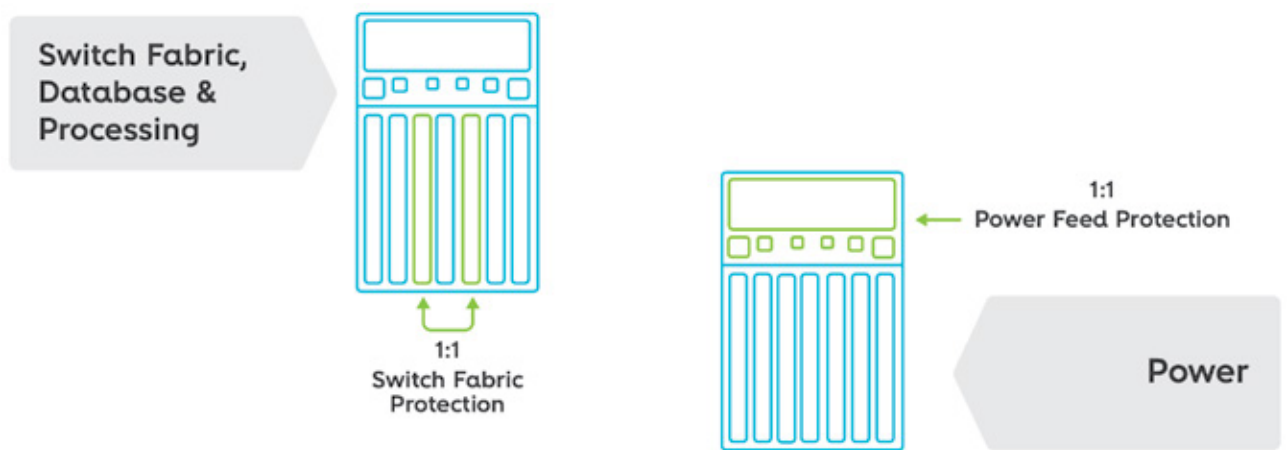 Switch Fabric,
Database &
Processing
1:1
Switch Fabric
Protection
1:1
Power Feed Protection
Power